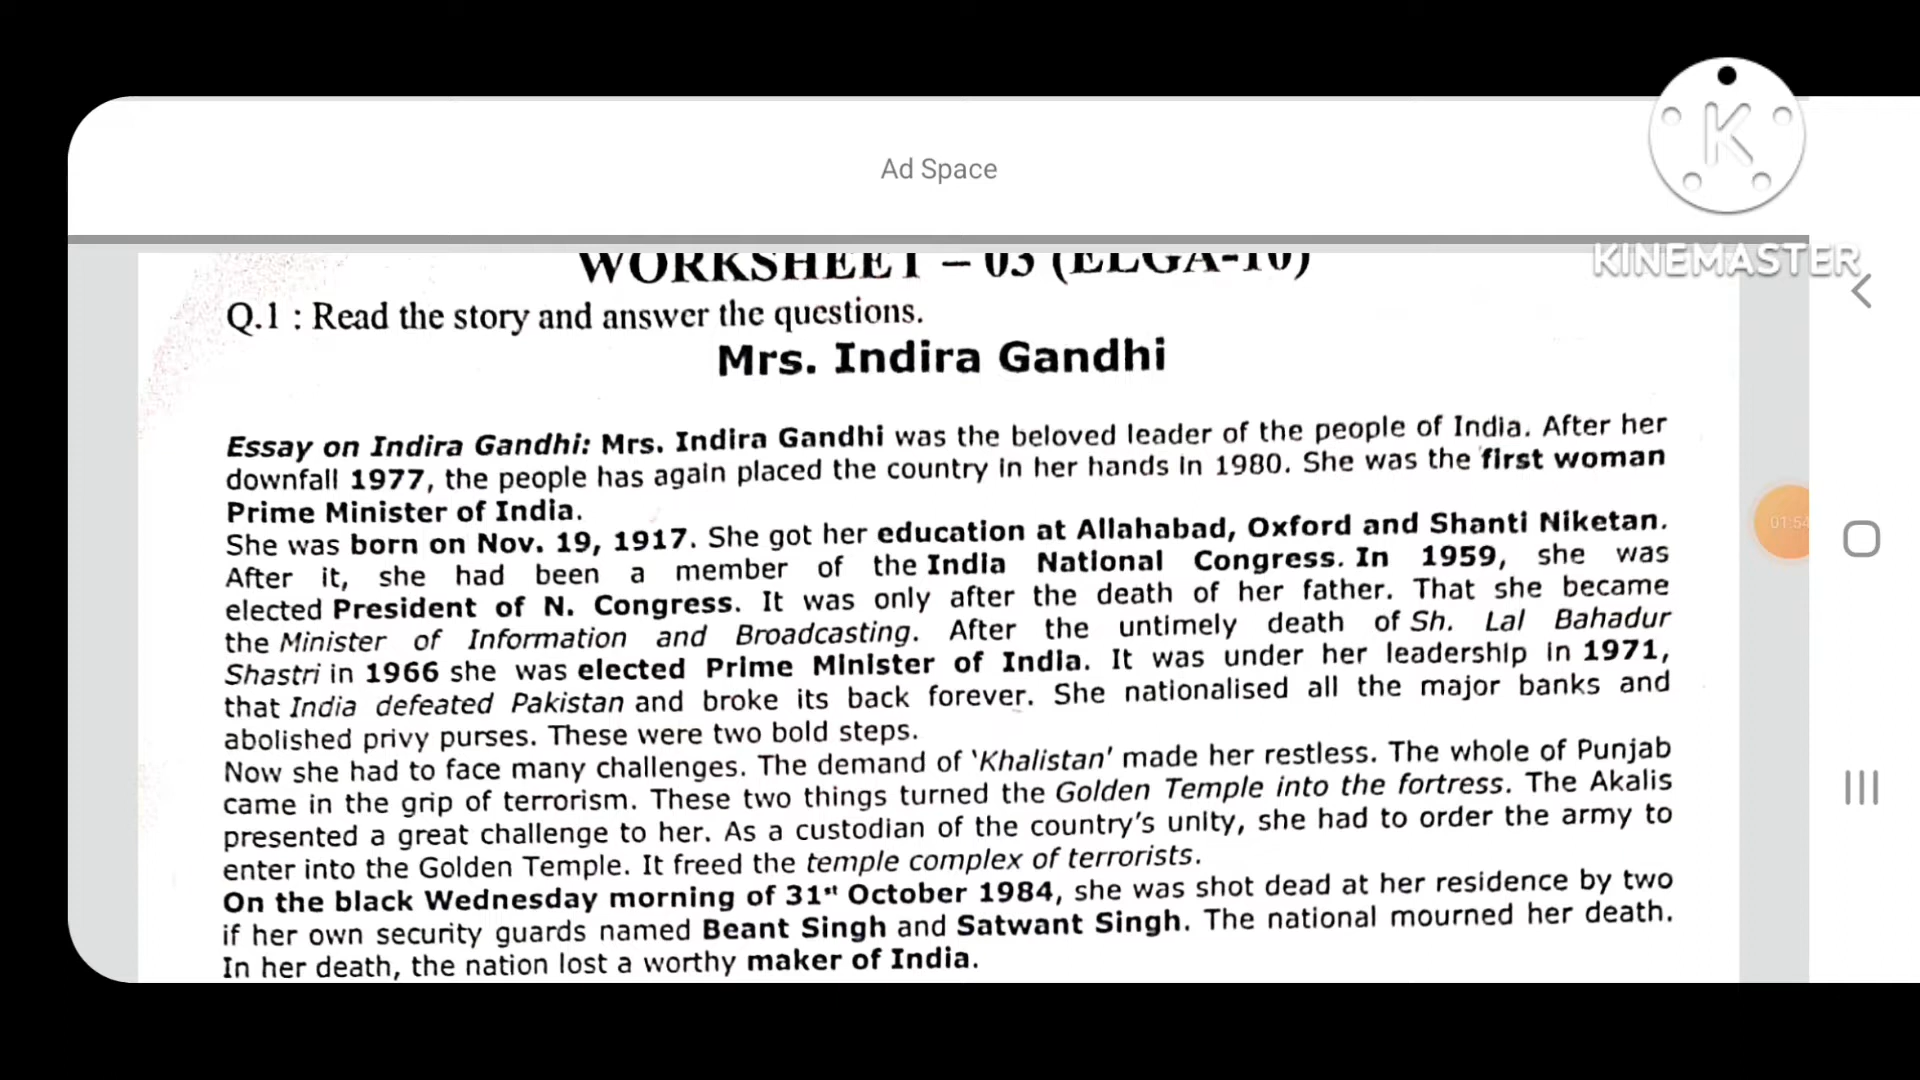 Ad Space
KINEMASTER
WORKSHEET – 03 (ELGA-10)
Q.1 : Read the story and answer the questions.
Mrs. Indira Gandhi
Essay on Indira Gandhi: Mrs. Indira Gandhi was the beloved leader of the people of India. After her
downfall 1977, the people has again placed the country in her hands in 1980. She was the first woman
Prime Minister of India.
She was born on Nov. 19, 1917. She got her education at Allahabad, Oxford and Shanti Niketan.
After it, she had been a member of the India National Congress. In 1959, she was
elected President of N. Congress. It was only after the death of her father. That she became
the Minister of Information and Broadcasting. After the untimely death of Sh. Lal Bahadur
Shastri in 1966 she was elected Prime Minister of India. It was under her leadership in 1971,
that India defeated Pakistan and broke its back forever. She nationalised all the major banks and
abolished privy purses. These were two bold steps.
Now she had to face many challenges. The demand of ‘Khalistan’ made her restless. The whole of Punjab
came in the grip of terrorism. These two things turned the Golden Temple into the fortress. The Akalis
presented a great challenge to her. As a custodian of the country’s unity, she had to order the army to
enter into the Golden Temple. It freed the temple complex of terrorists.
On the black Wednesday morning of 31st October 1984, she was shot dead at her residence by two
if her own security guards named Beant Singh and Satwant Singh. The national mourned her death.
In her death, the nation lost a worthy maker of India.
01:54